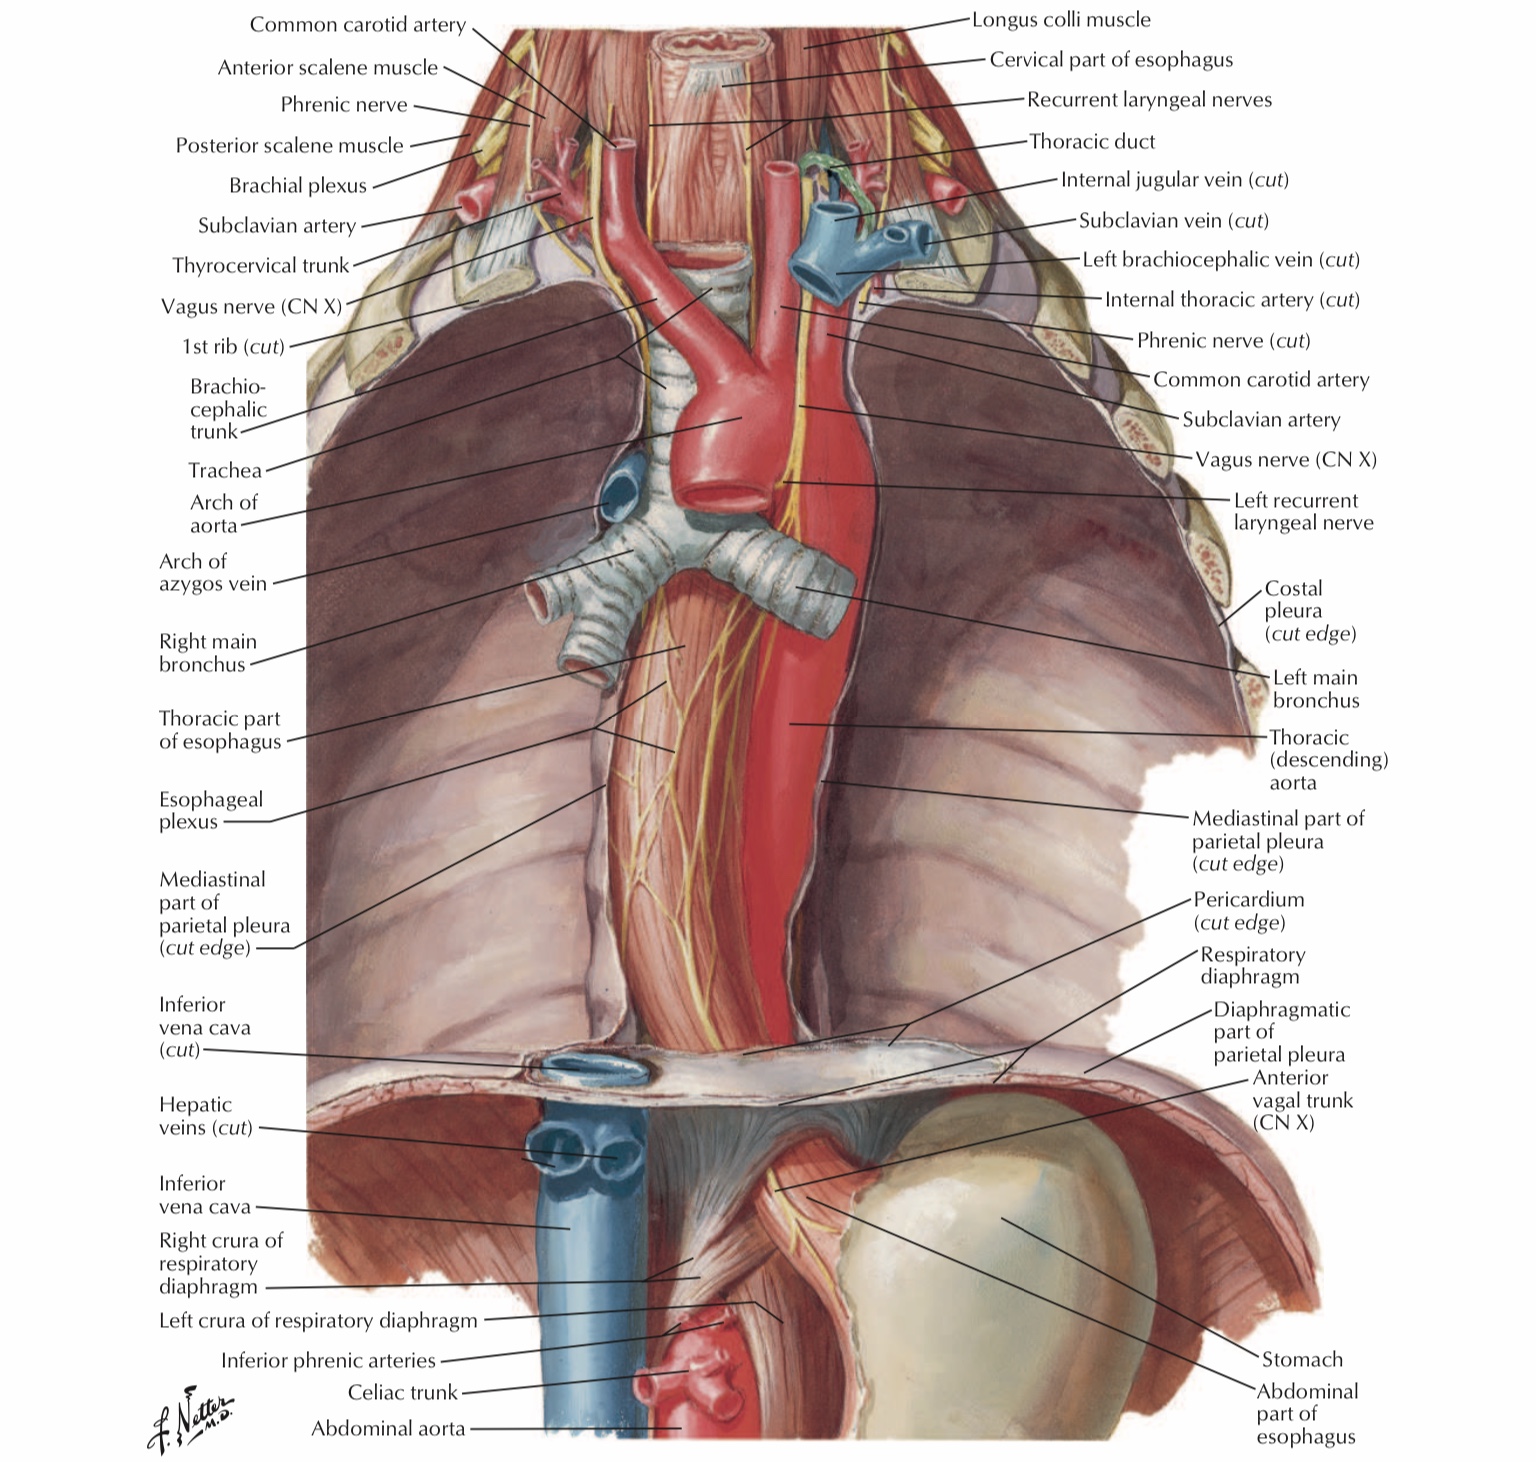 Common carotid artery
Anterior scalene muscle
Phrenic nerve
Posterior scalene muscle
Brachial plexus
Subclavian artery
Thyrocervical trunk
Vagus nerve (CN X)
1st rib (cut)
Brachio-
cephalic
trunk
Trachea
Arch of
aorta
Arch of
azygos vein
Right main
bronchus
Thoracic part
of esophagus
Esophageal
plexus
Mediastinal
part of
parietal pleura
(cut edge)
Inferior
vena cava
(cut)
Hepatic
veins (cut)
Inferior
vena cava
Right crura of
respiratory
diaphragm
Left crura of respiratory diaphragm
Inferior phrenic arteries
Celiac trunk
Abdominal aorta
Longus colli muscle
Cervical part of esophagus
Recurrent laryngeal nerves
Thoracic duct
Internal jugular vein (cut)
Subclavian vein (cut)
Left brachiocephalic vein (cut)
Internal thoracic artery (cut)
Phrenic nerve (cut)
Common carotid artery
Subclavian artery
Vagus nerve (CN X)
Left recurrent
laryngeal nerve
Costal
pleura
(cut edge)
Left main
bronchus
Thoracic
(descending)
aorta
Mediastinal part of
parietal pleura
(cut edge)
Pericardium
(cut edge)
Respiratory
diaphragm
Diaphragmatic
part of
parietal pleura
Anterior
vagal trunk
(CN X)
Stomach
Abdominal
part of
esophagus
F. Netter
M.D.